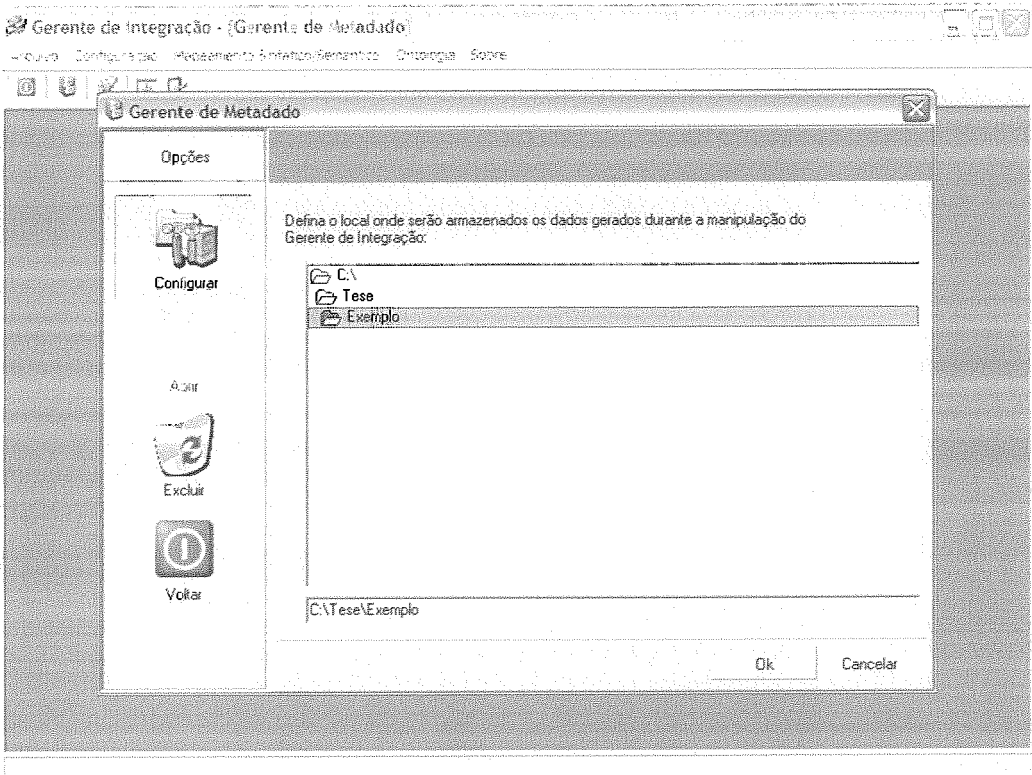 Gerente de Integração - [Gerente de Metadado]
Arquivo Configuração Mapeamento Sintático/Semântico Ontologia Sobre
Gerente de Metadado
Opções
Defina o local onde serão armazenados os dados gerados durante a manipulação do
Gerente de Integração:
Configurar
C:\
Tese
Exemplo
Abrir
Excluir
Voltar
C:\Tese\Exemplo
Ok Cancelar